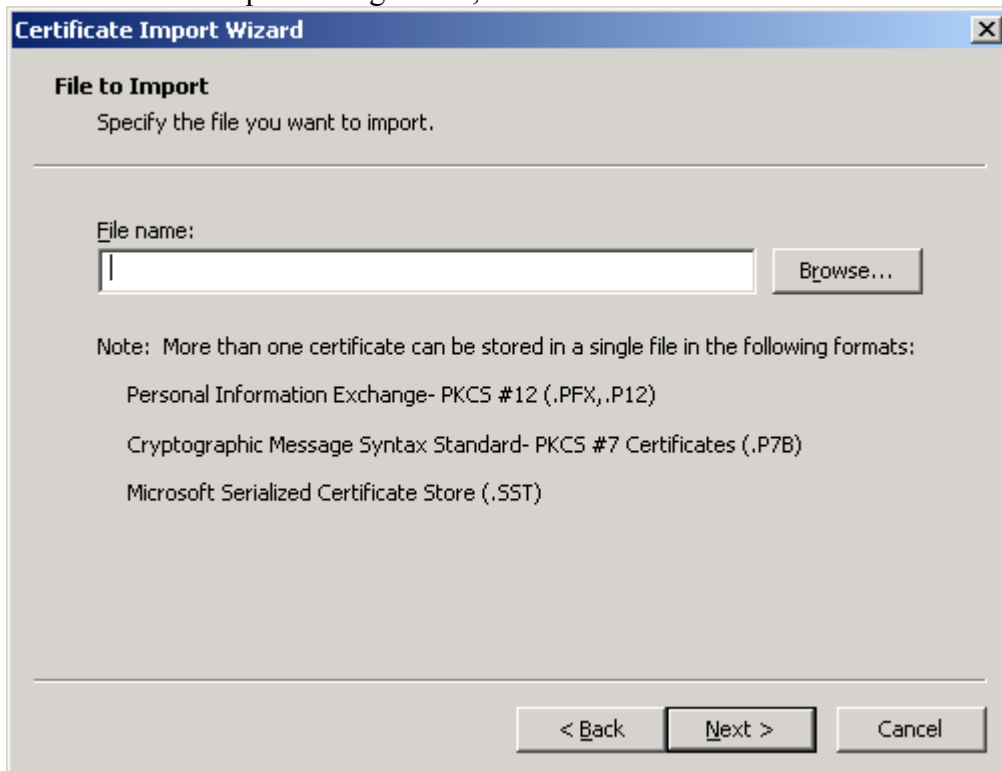 Certificate Import Wizard
File to Import
Specify the file you want to import.
File name:
Browse...
Note: More than one certificate can be stored in a single file in the following formats:
Personal Information Exchange- PKCS #12 (.PFX,.P12)
Cryptographic Message Syntax Standard- PKCS #7 Certificates (.P7B)
Microsoft Serialized Certificate Store (.SST)
< Back Next > Cancel